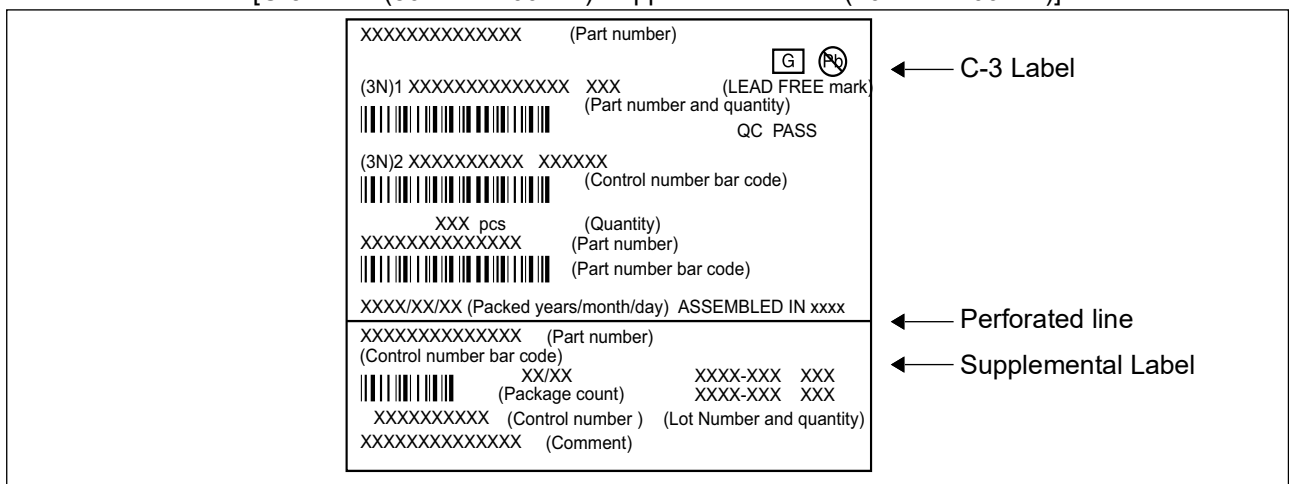 XXXXXXXXXXXXXX (Part number)
G Pb
(3N)1 XXXXXXXXXXXXXX XXX (LEAD FREE mark)
(Part number and quantity)
QC PASS
(3N)2 XXXXXXXXXX XXXXXX
(Control number bar code)
XXX pcs (Quantity)
XXXXXXXXXXXXXX (Part number)
(Part number bar code)
XXXX/XX/XX (Packed years/month/day) ASSEMBLED IN xxxx
XXXXXXXXXXXXXX (Part number)
(Control number bar code)
XX/XX XXXX-XXX XXX
(Package count) XXXX-XXX XXX
XXXXXXXXXX (Control number ) (Lot Number and quantity)
XXXXXXXXXXXXXX (Comment)
C-3 Label
Perforated line
Supplemental Label